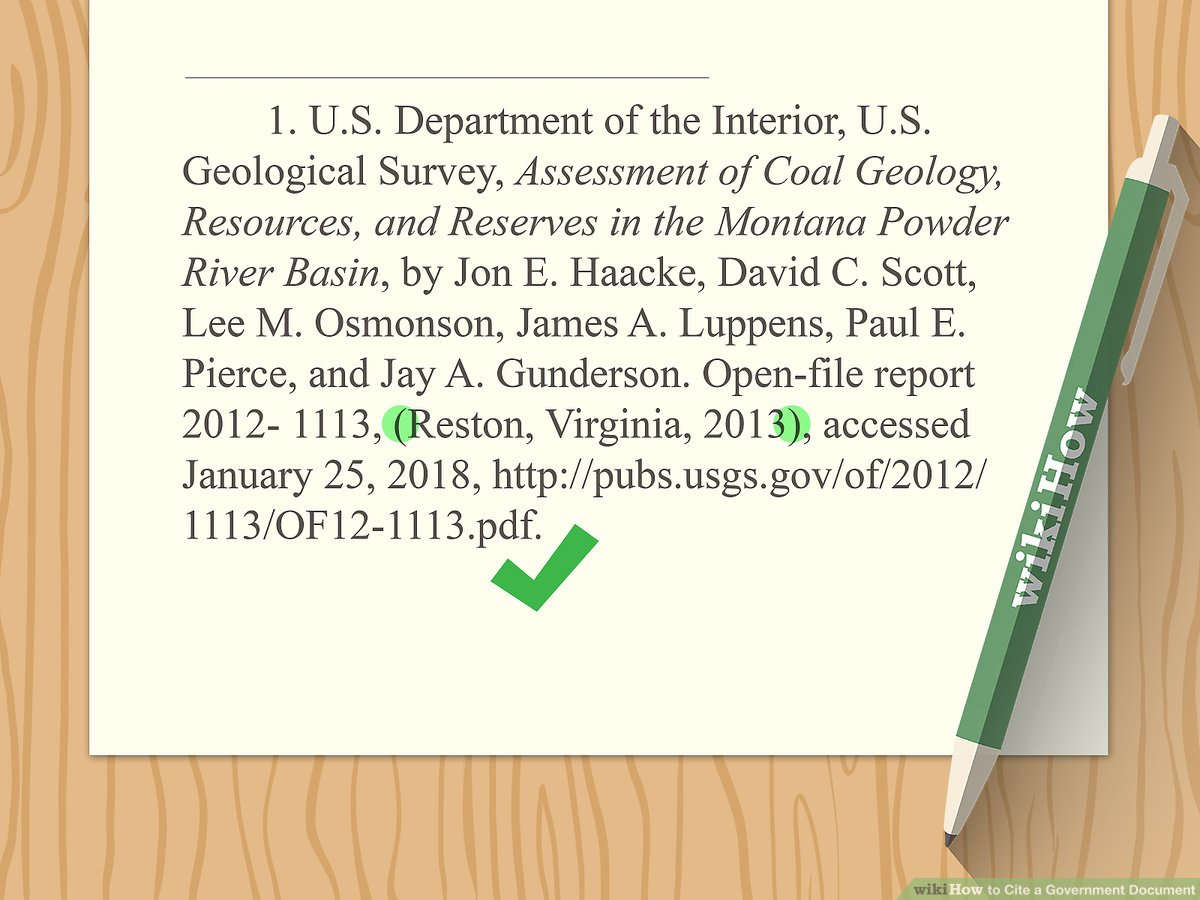 1. U.S. Department of the Interior, U.S.
Geological Survey, Assessment of Coal Geology,
Resources, and Reserves in the Montana Powder
River Basin, by Jon E. Haacke, David C. Scott,
Lee M. Osmonson, James A. Luppens, Paul E.
Pierce, and Jay A. Gunderson. Open-file report
2012- 1113, (Reston, Virginia, 2013), accessed
January 25, 2018, http://pubs.usgs.gov/of/2012/
1113/OF12-1113.pdf.
wikiHow
wikiHow to Cite a Government Document